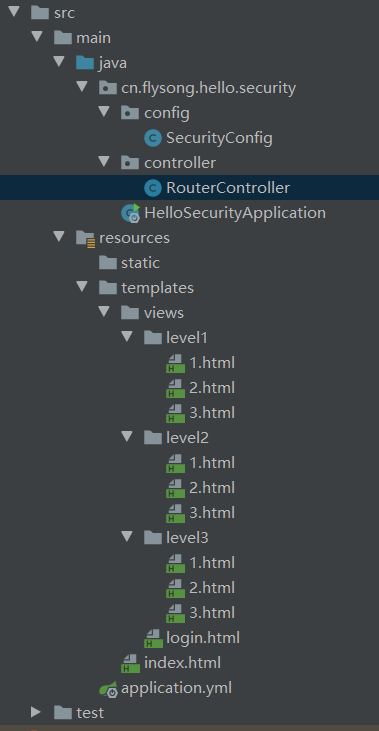 src
main
java
cn.flysong.hello.security
config
SecurityConfig
controller
RouterController
HelloSecurityApplication
resources
static
templates
views
level1
1.html
2.html
3.html
level2
1.html
2.html
3.html
level3
1.html
2.html
3.html
login.html
index.html
application.yml
test